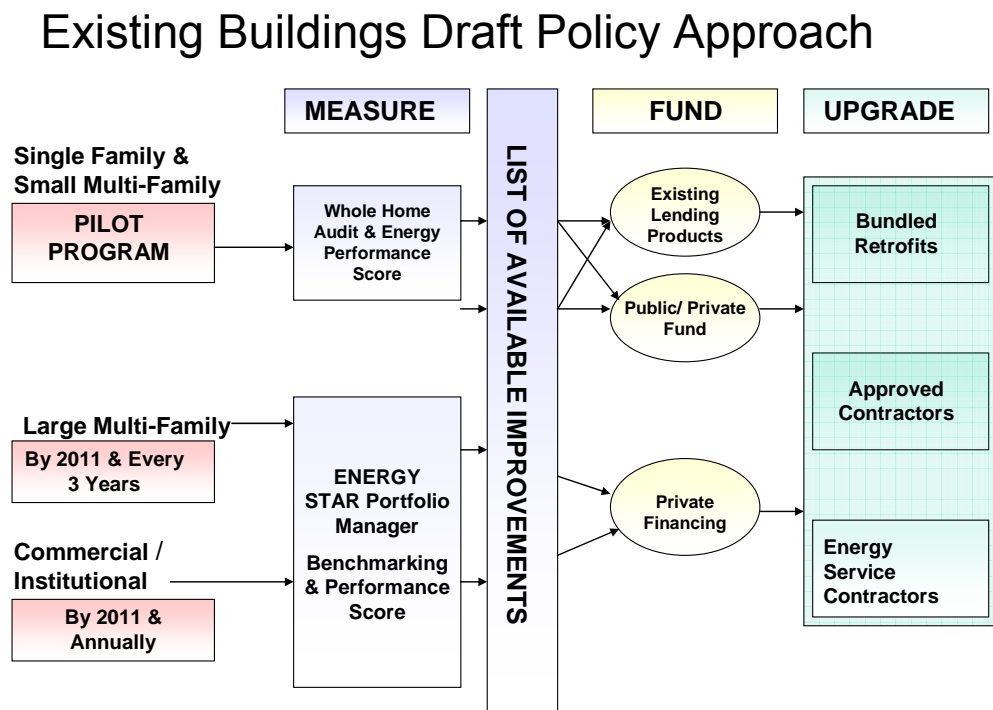 Existing Buildings Draft Policy Approach
MEASURE
FUND
UPGRADE
Single Family &
Small Multi-Family
PILOT
PROGRAM
Whole Home
Audit & Energy
Performance
Score
LIST OF AVAILABLE IMPROVEMENTS
Existing
Lending
Products
Public/ Private
Fund
Bundled
Retrofits
Approved
Contractors
Large Multi-Family
By 2011 & Every
3 Years
ENERGY
STAR Portfolio
Manager
Benchmarking
& Performance
Score
Private
Financing
Energy
Service
Contractors
Commercial /
Institutional
By 2011 &
Annually